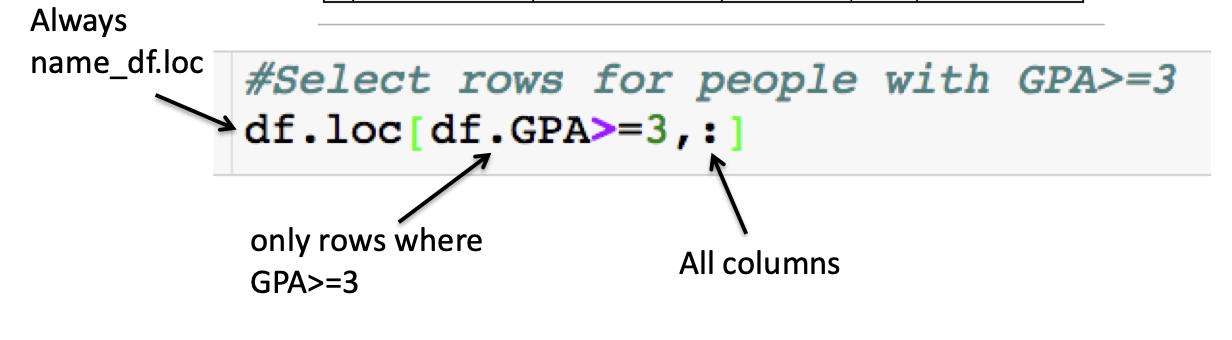 Always
name_df.loc
#Select rows for people with GPA>=3
df.loc[df.GPA>=3,:]
only rows where
GPA>=3
All columns